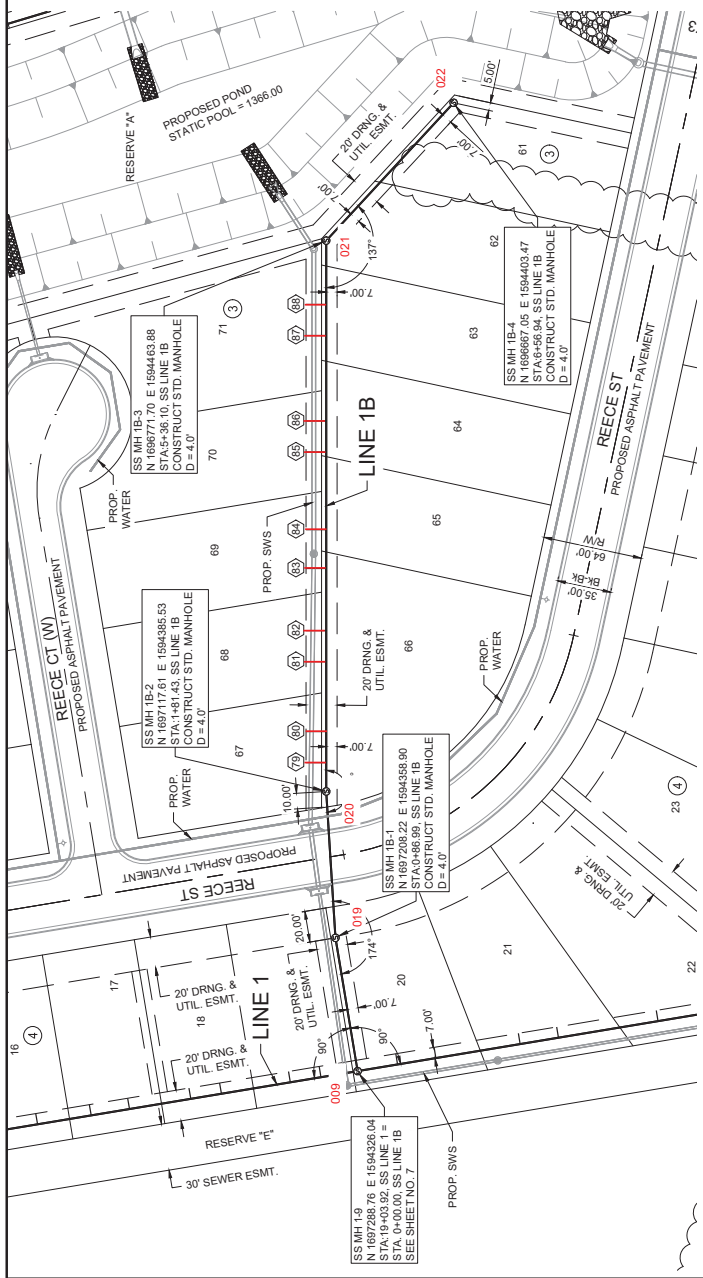 SS MH 1-9
N 1697288.76 E 1594326.04
STA:19+03.92, SS LINE 1 =
STA. 0+00.00, SS LINE 1B
SEE SHEET NO. 7
SS MH 1B-1
N 1697208.22 E 1594358.90
STA:0+86.99, SS LINE 1B
CONSTRUCT STD. MANHOLE
D = 4.0'
SS MH 1B-2
N 1697117.61 E 1594385.53
STA:1+81.43, SS LINE 1B
CONSTRUCT STD. MANHOLE
D = 4.0'
SS MH 1B-3
N 1696771.70 E 1594463.88
STA:5+36.10, SS LINE 1B
CONSTRUCT STD. MANHOLE
D = 4.0'
SS MH 1B-4
N 1696667.05 E 1594403.47
STA:6+56.94, SS LINE 1B
CONSTRUCT STD. MANHOLE
D = 4.0'
RESERVE "E"
30' SEWER ESMT.
PROP. SWS
16
4
17
18
20' DRNG. &
UTIL. ESMT.
20' DRNG. &
UTIL. ESMT.
20' DRNG. &
UTIL. ESMT.
LINE 1
009
90°
90°
7.00'
7.00'
174°
20.00'
019
20
21
22
23
4
20' DRNG &
UTIL. ESMT.
REECE ST
PROPOSED ASPHALT PAVEMENT
PROP.
WATER
10.00'
020
°
7.00'
REECE CT (W)
PROPOSED ASPHALT PAVEMENT
PROP.
WATER
67
68
69
70
71
3
79
80
81
82
83
84
85
86
87
88
PROP. SWS
LINE 1B
20' DRNG. &
UTIL. ESMT.
66
65
64
63
62
61
3
PROP.
WATER
35.00'
Bk-Bk
64.00'
R/W
REECE ST
PROPOSED ASPHALT PAVEMENT
7.00'
137°
021
7.00'
20' DRNG. &
UTIL. ESMT.
7.00'
022
5.00'
RESERVE "A"
PROPOSED POND
STATIC POOL = 1366.00